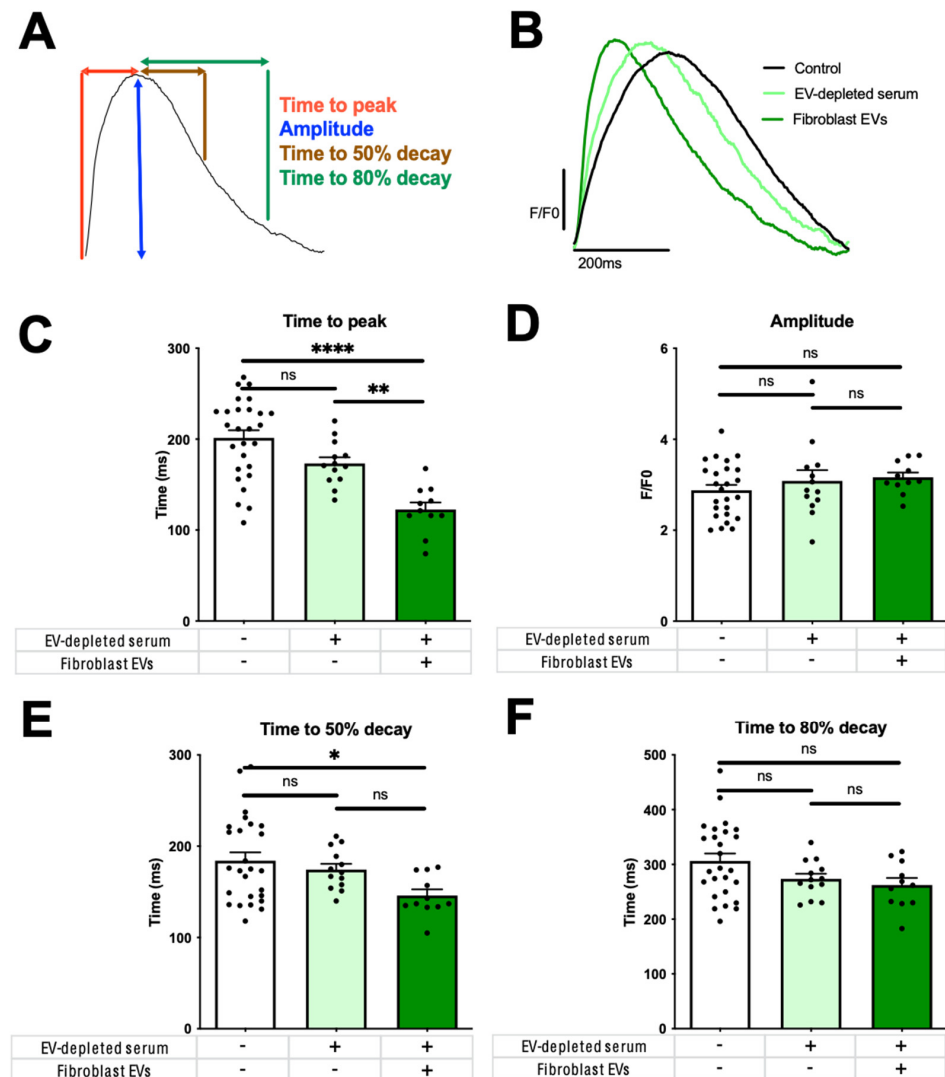 A
Time to peak
Amplitude
Time to 50% decay
Time to 80% decay
B
Control
EV-depleted serum
Fibroblast EVs
F/F0
200ms
C
Time to peak
300
200
100
0
Time (ms)
****
ns
**
EV-depleted serum - + +
Fibroblast EVs - - +
D
Amplitude
6
4
2
0
F/F0
ns
ns
ns
EV-depleted serum - + +
Fibroblast EVs - - +
E
Time to 50% decay
300
200
100
0
Time (ms)
*
ns
ns
EV-depleted serum - + +
Fibroblast EVs - - +
F
Time to 80% decay
500
400
300
200
100
0
Time (ms)
ns
ns
ns
EV-depleted serum - + +
Fibroblast EVs - - +